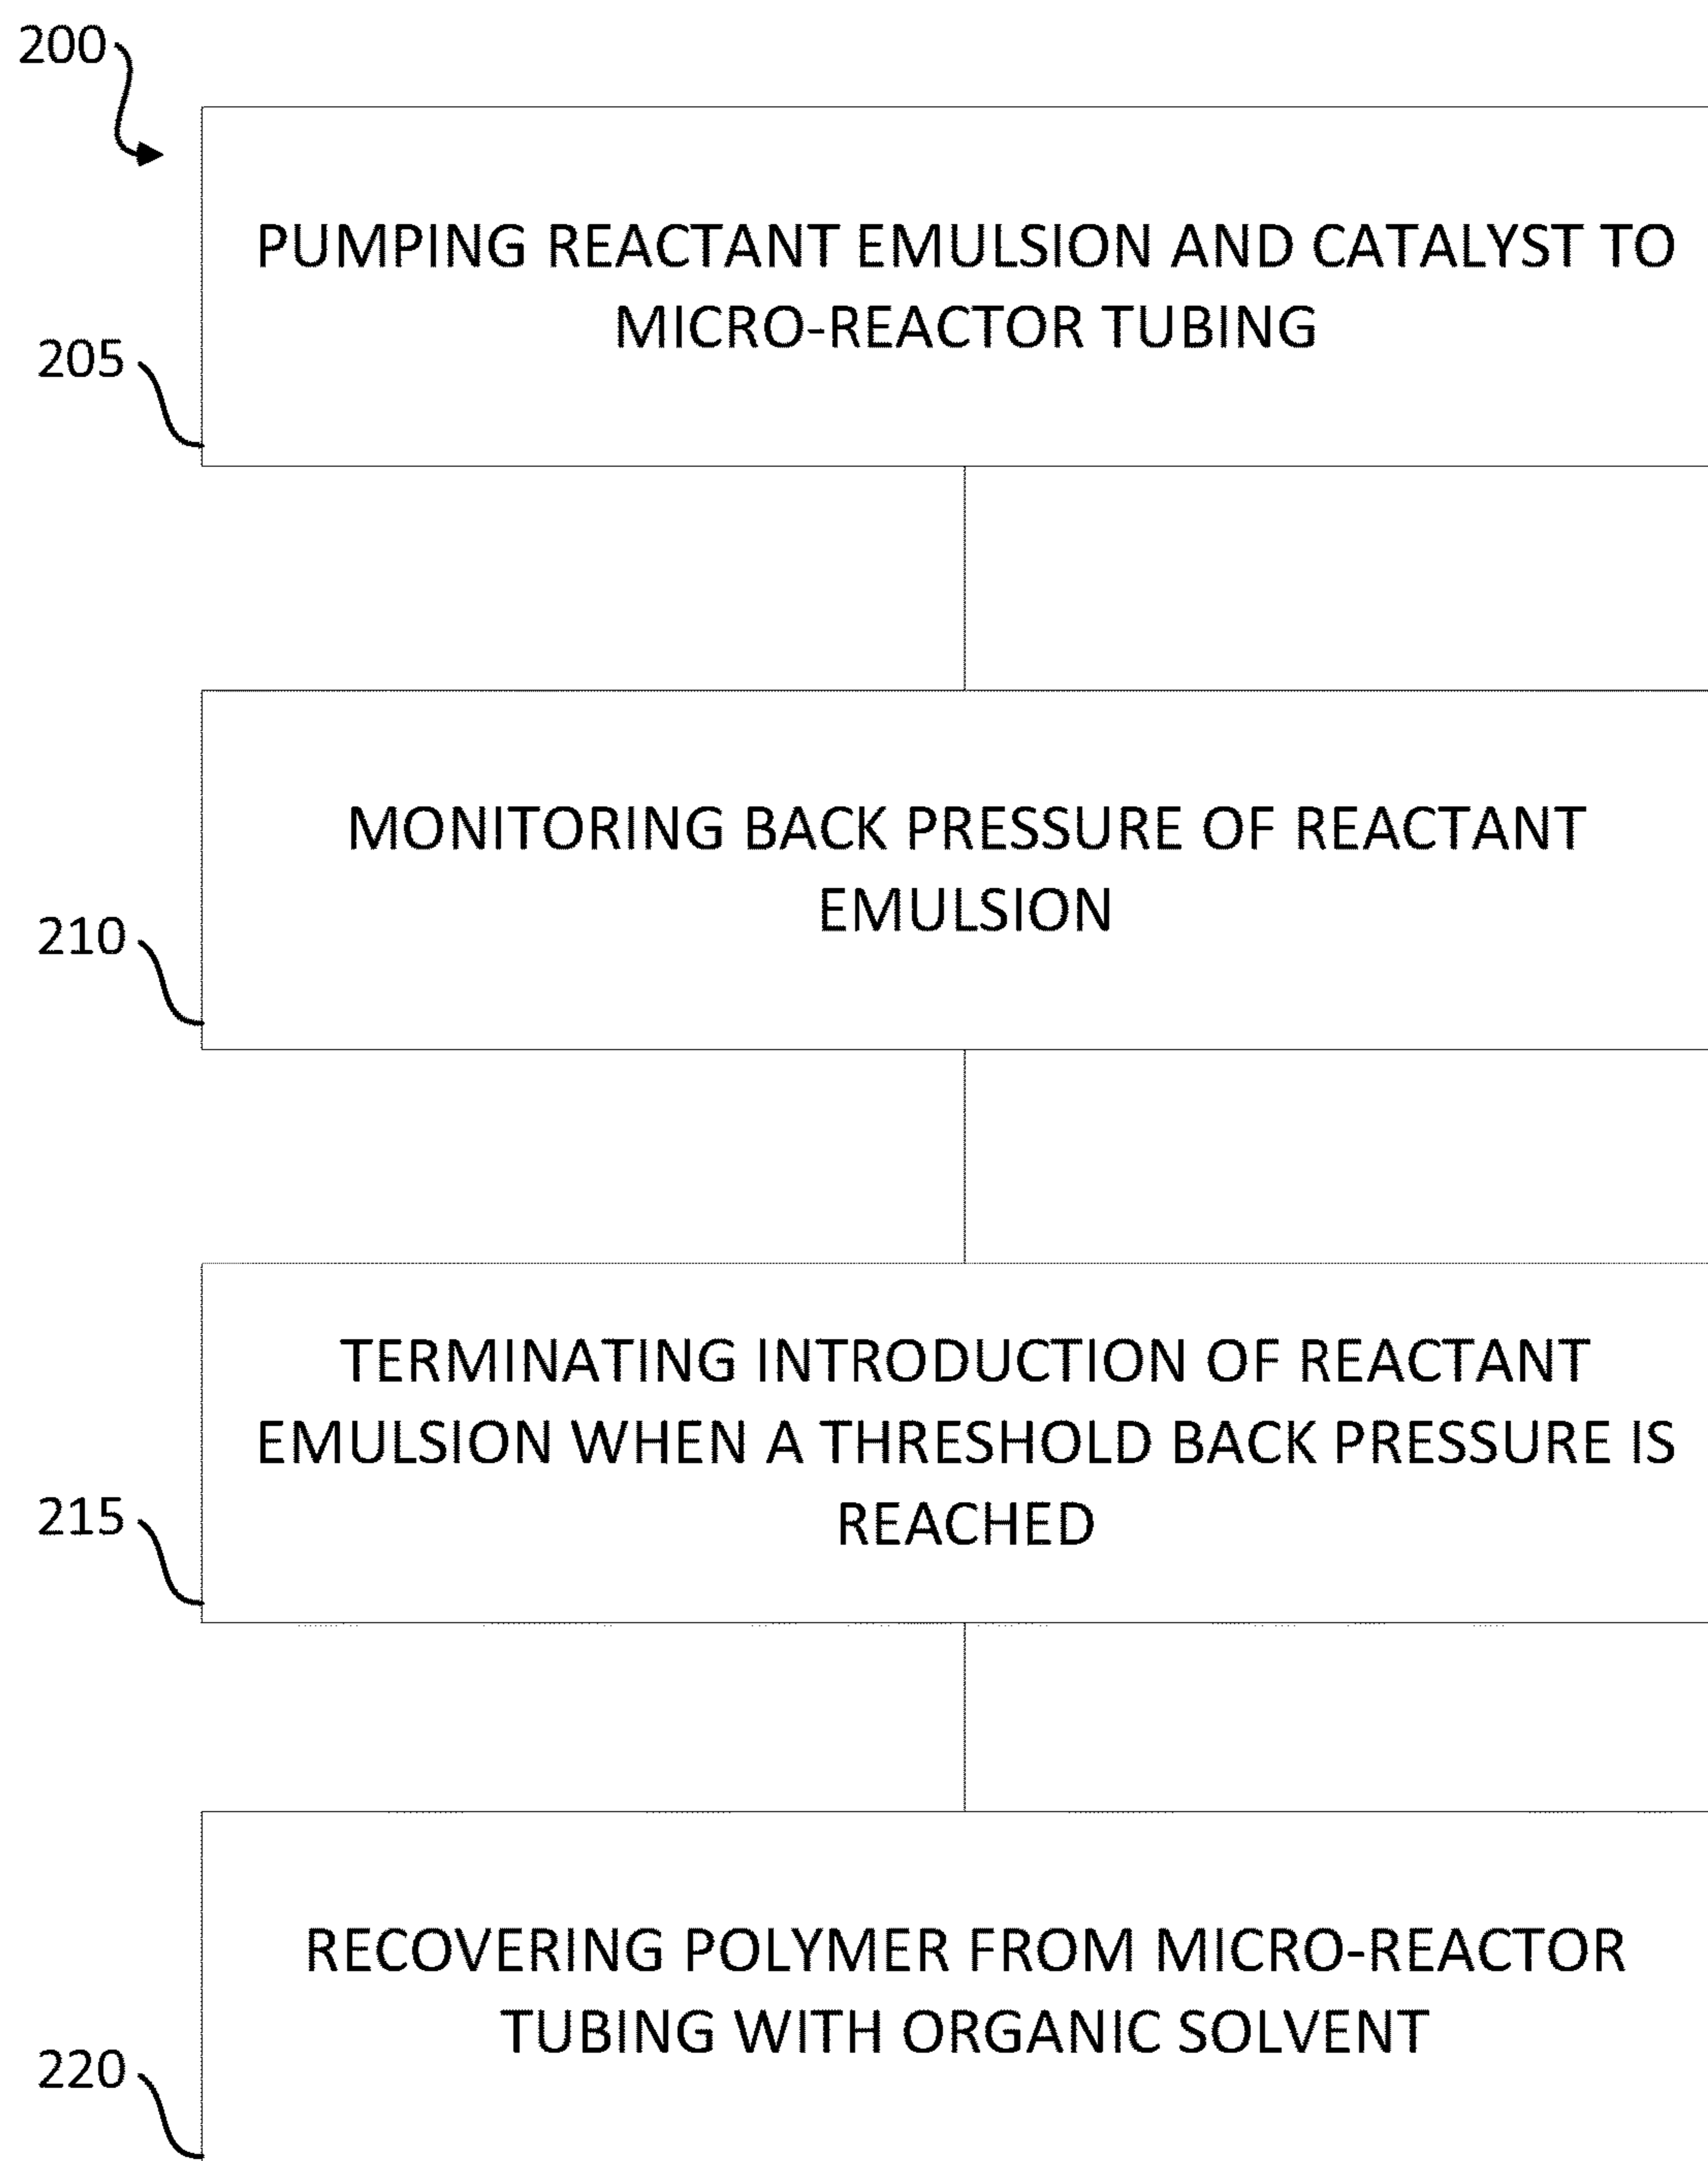 200
PUMPING REACTANT EMULSION AND CATALYST TO
MICRO-REACTOR TUBING
205
MONITORING BACK PRESSURE OF REACTANT
EMULSION
210
TERMINATING INTRODUCTION OF REACTANT
EMULSION WHEN A THRESHOLD BACK PRESSURE IS
REACHED
215
RECOVERING POLYMER FROM MICRO-REACTOR
TUBING WITH ORGANIC SOLVENT
220